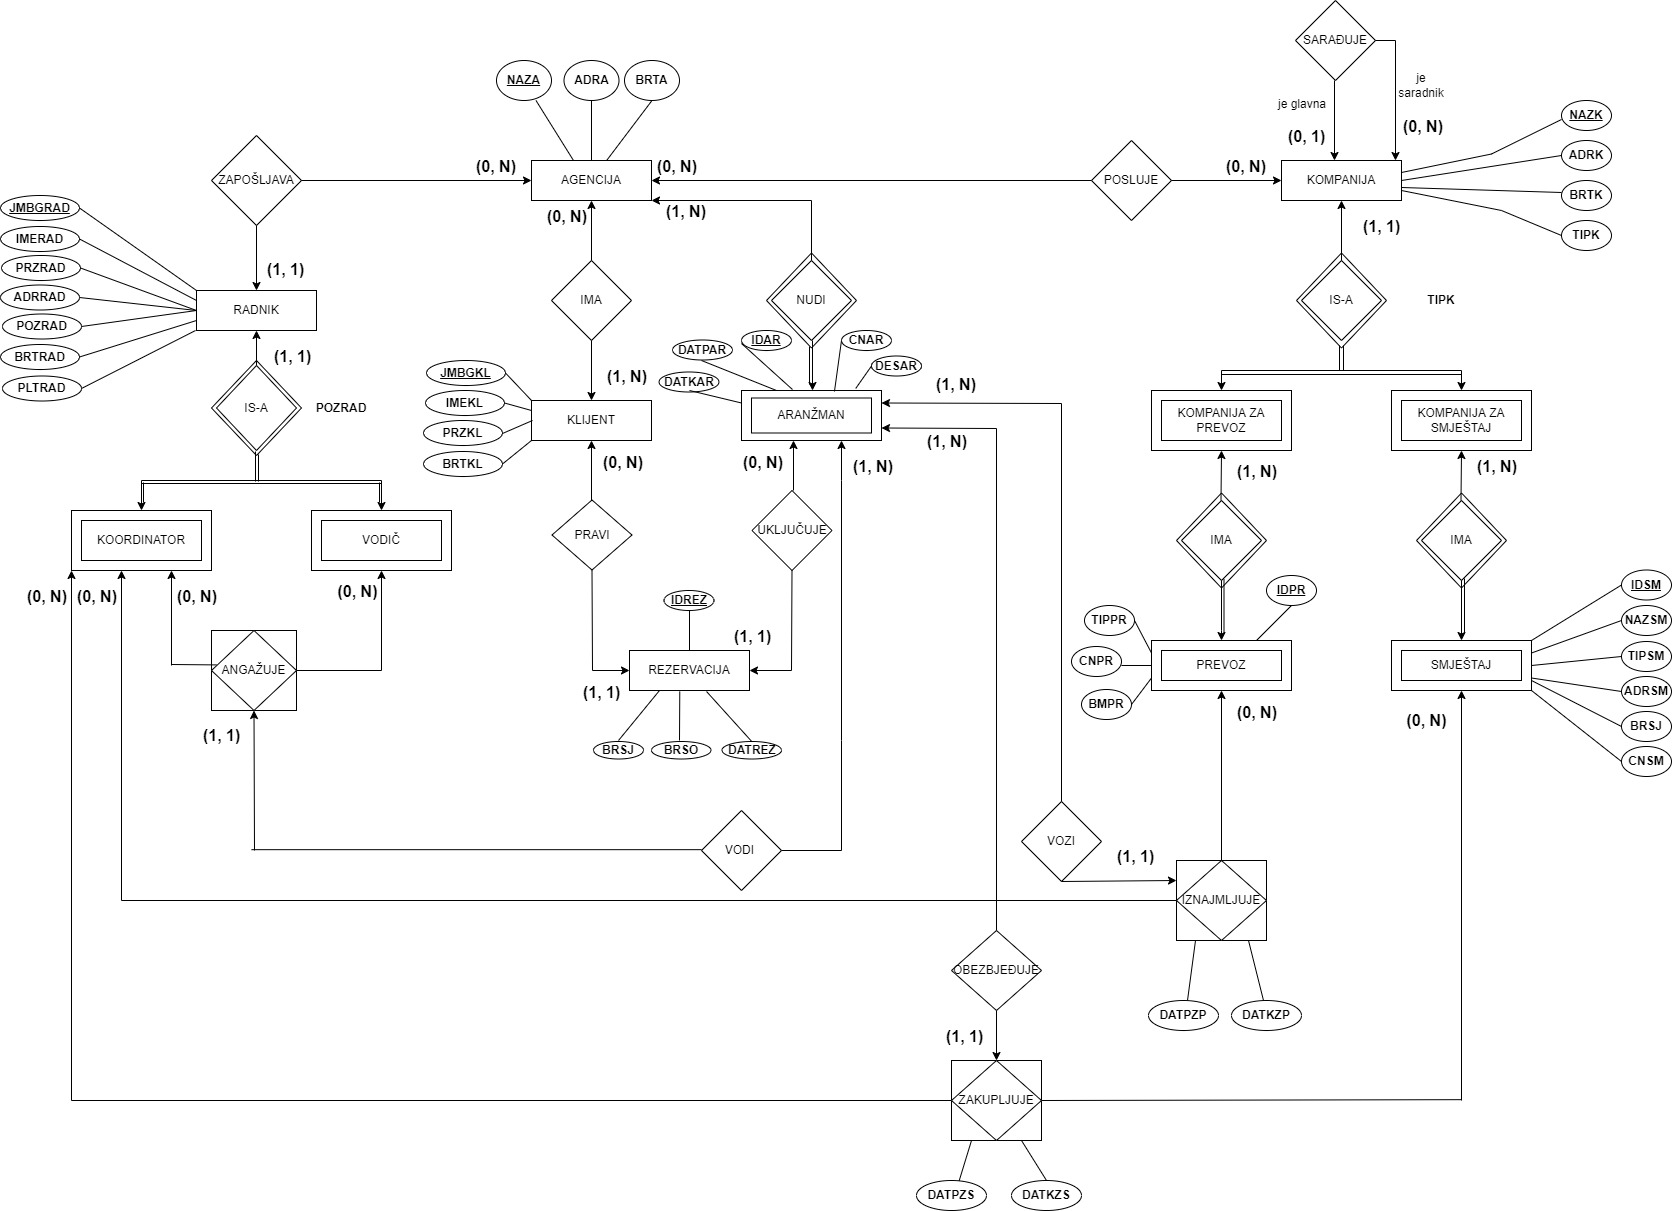 SARAĐUJE
je
saradnik
je glavna
(0, 1)
(0, N)
NAZA
ADRA
BRTA
NAZK
ADRK
BRTK
TIPK
ZAPOŠLJAVA
(0, N)
AGENCIJA
(0, N)
POSLUJE
(0, N)
KOMPANIJA
(0, N)
(1, N)
(1, 1)
JMBGRAD
IMERAD
PRZRAD
ADRRAD
POZRAD
BRTRAD
PLTRAD
(1, 1)
RADNIK
(1, 1)
IMA
NUDI
IS-A
TIPK
IS-A
POZRAD
JMBGKL
IMEKL
PRZKL
BRTKL
(1, N)
KLIJENT
(0, N)
DATPAR
IDAR
CNAR
DESAR
DATKAR
ARANŽMAN
(1, N)
(1, N)
(0, N)
(1, N)
KOMPANIJA ZA
PREVOZ
KOMPANIJA ZA
SMJEŠTAJ
(1, N)
(1, N)
KOORDINATOR
VODIČ
PRAVI
UKLJUČUJE
IMA
IMA
(0, N)
(0, N)
(0, N)
(0, N)
IDREZ
(1, 1)
REZERVACIJA
(1, 1)
BRSJ
BRSO
DATREZ
ANGAŽUJE
(1, 1)
TIPPR
IDPR
CNPR
BMPR
PREVOZ
(0, N)
SMJEŠTAJ
(0, N)
IDSM
NAZSM
TIPSM
ADRSM
BRSJ
CNSM
VODI
VOZI
(1, 1)
IZNAJMLJUJE
OBEZBJEĐUJE
DATPZP
DATKZP
(1, 1)
ZAKUPLJUJE
DATPZS
DATKZS